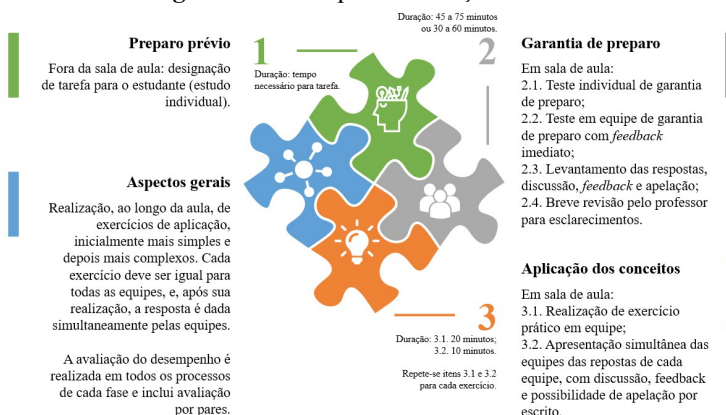 Preparo prévio
Fora da sala de aula: designação
de tarefa para o estudante (estudo
individual).
1
Duração: tempo
necessário para tarefa.
Duração: 45 a 75 minutos
ou 30 a 60 minutos.
2
Garantia de preparo
Em sala de aula:
2.1. Teste individual de garantia
de preparo;
2.2. Teste em equipe de garantia
de preparo com feedback
imediato;
2.3. Levantamento das respostas,
discussão, feedback e apelação;
2.4. Breve revisão pelo professor
para esclarecimentos.
Aspectos gerais
Realização, ao longo da aula, de
exercícios de aplicação,
inicialmente mais simples e
depois mais complexos. Cada
exercício deve ser igual para
todas as equipes, e, após sua
realização, a resposta é dada
simultaneamente pelas equipes.
A avaliação do desempenho é
realizada em todos os processos
de cada fase e inclui avaliação
por pares.
3
Duração: 3.1. 20 minutos;
3.2. 10 minutos.
Repete-se itens 3.1 e 3.2
para cada exercício.
Aplicação dos conceitos
Em sala de aula:
3.1. Realização de exercício
prático em equipe;
3.2. Apresentação simultânea das
equipes das repostas de cada
equipe, com discussão, feedback
e possibilidade de apelação por
escrito.